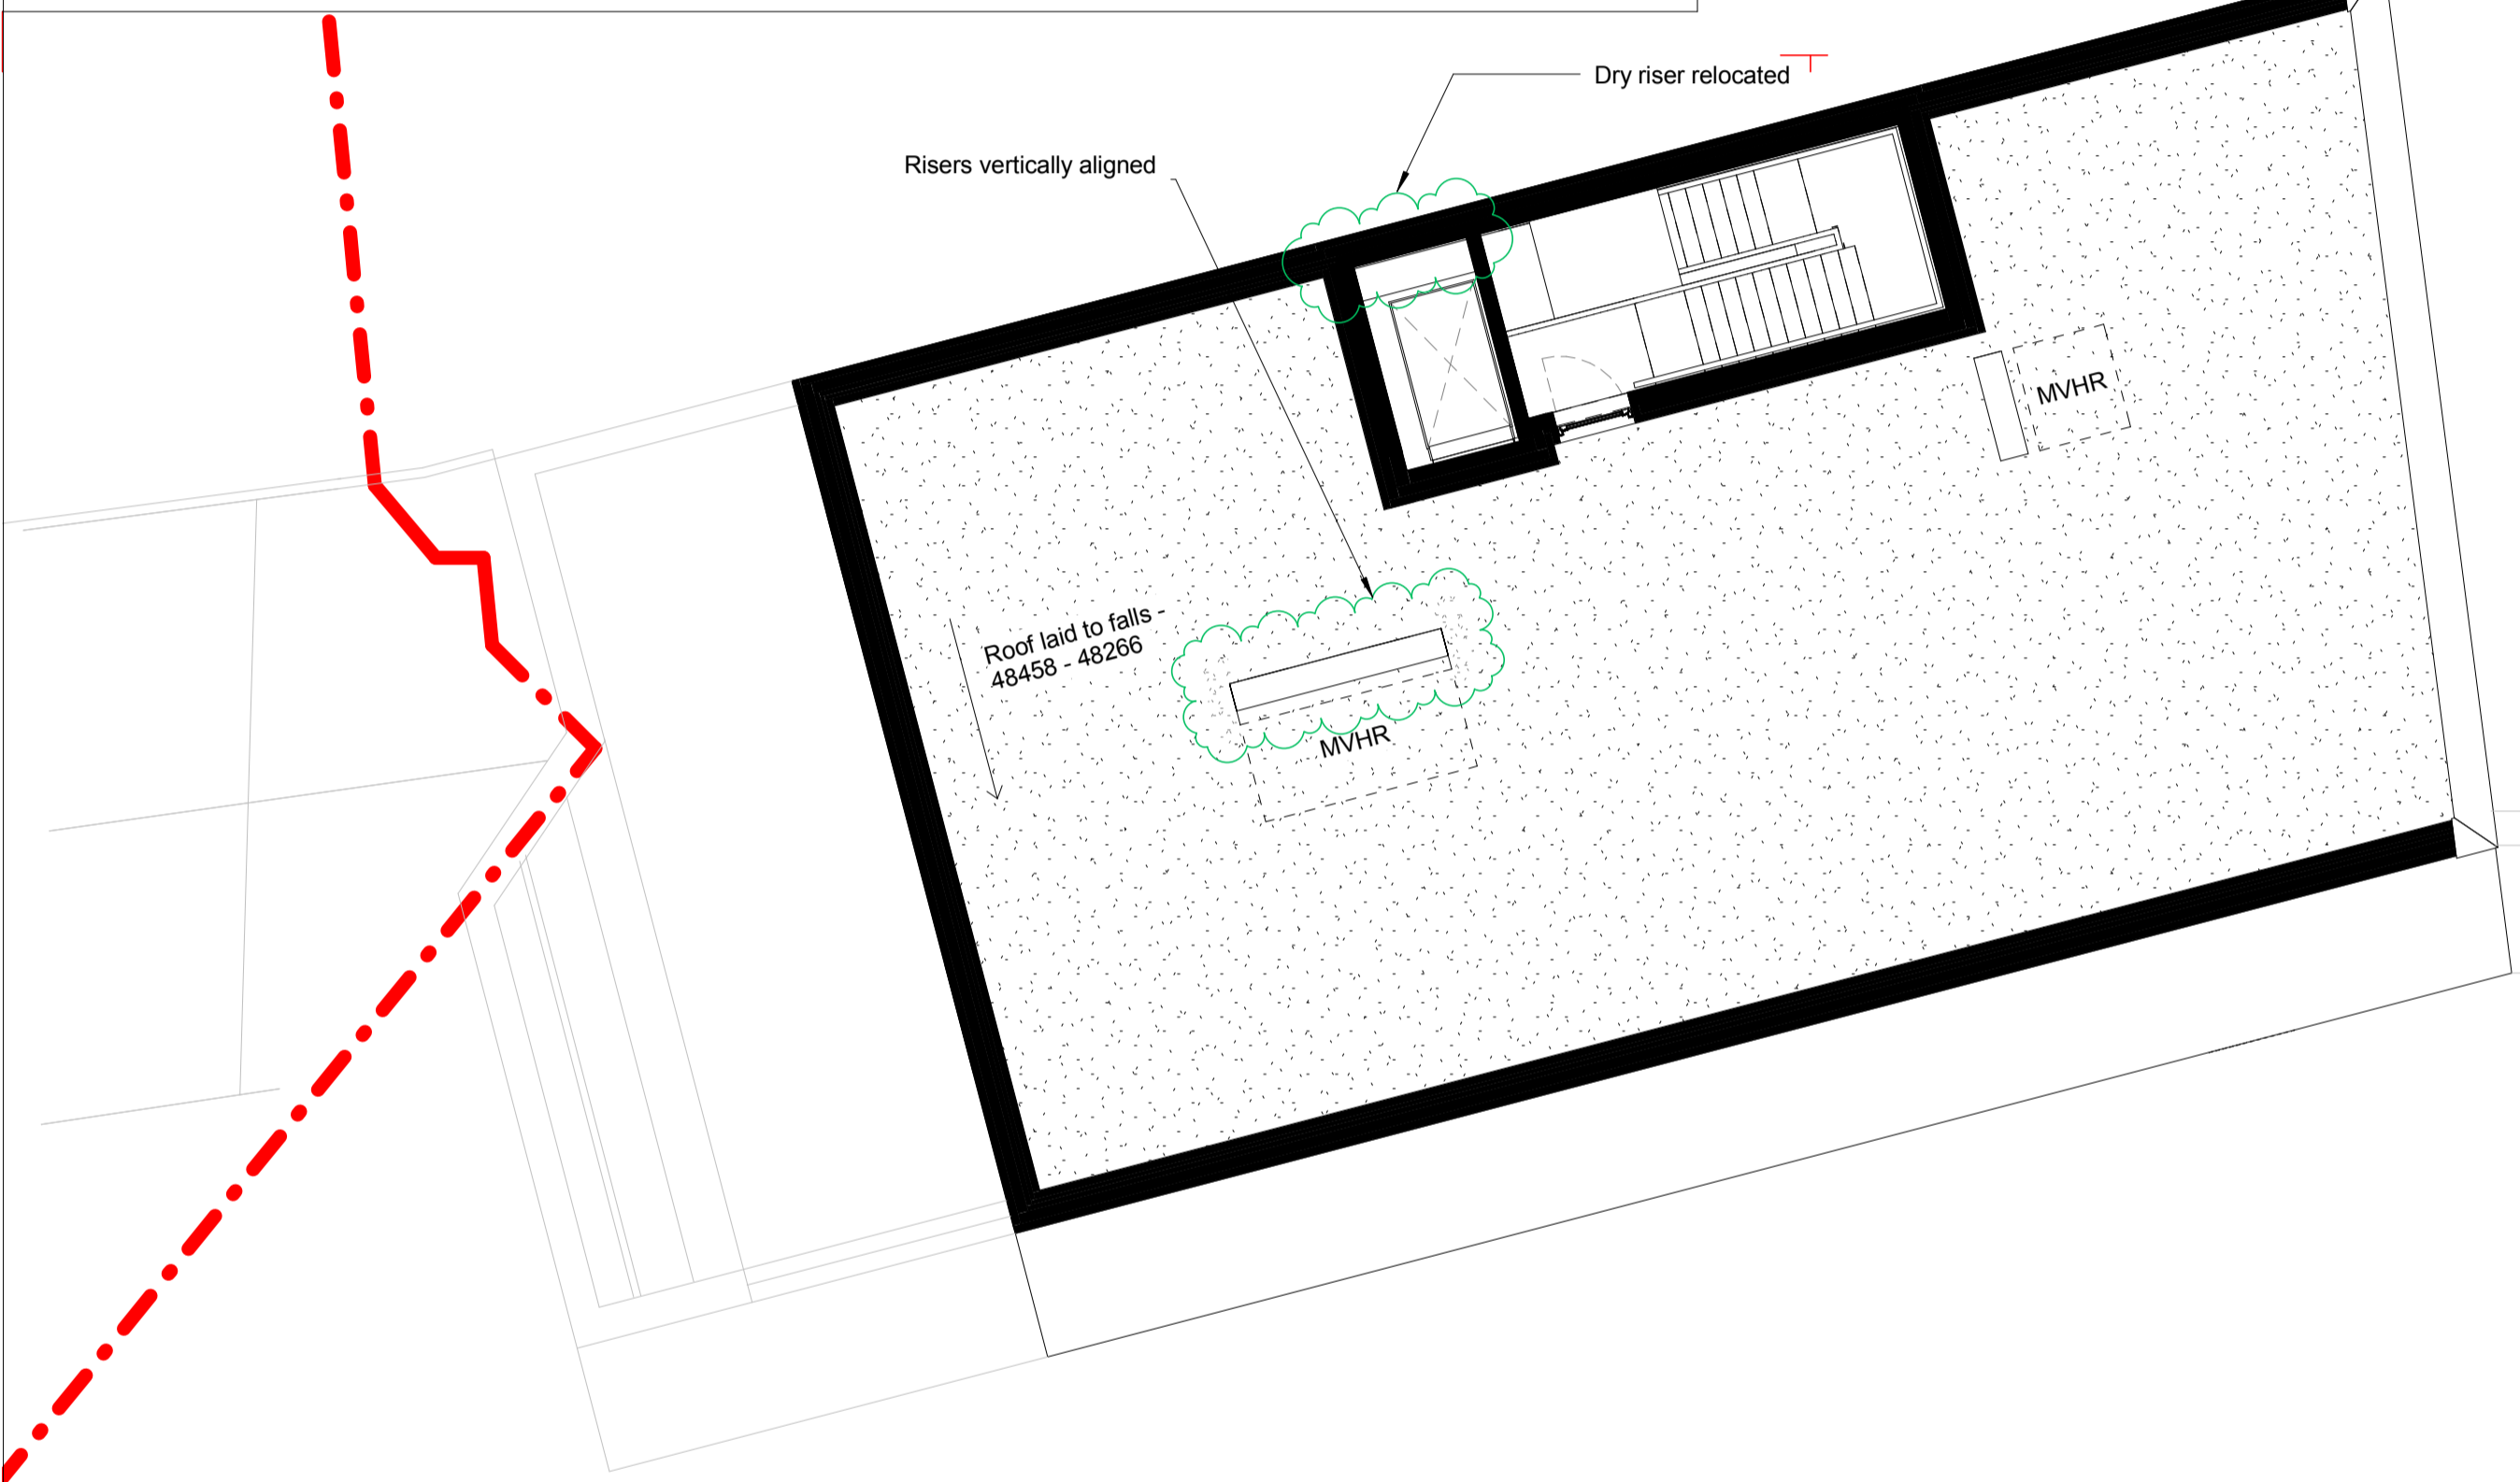 Dry riser relocated
Risers vertically aligned
MVHR
Roof laid to falls -
48458 - 48266
MVHR